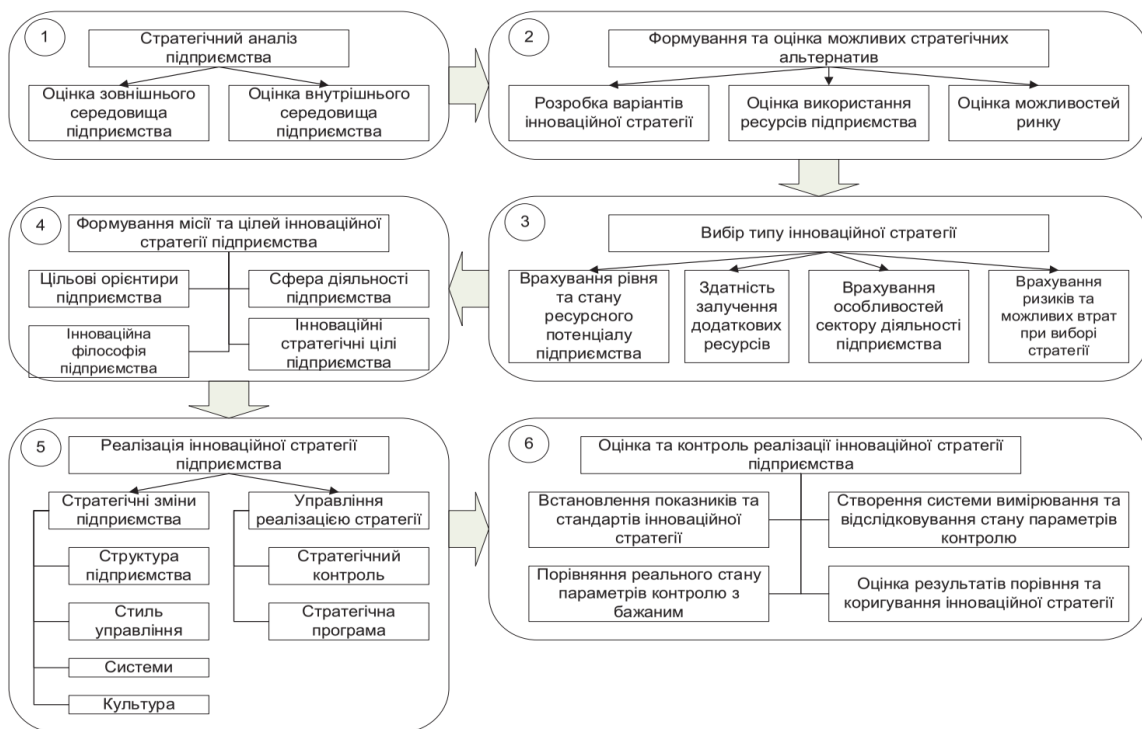 1
Стратегічний аналіз
підприємства
Оцінка зовнішнього
середовища
підприємства
Оцінка внутрішнього
середовища
підприємства
2
Формування та оцінка можливих стратегічних
альтернатив
Розробка варіантів
інноваційної стратегії
Оцінка використання
ресурсів підприємства
Оцінка можливостей
ринку
4
Формування місії та цілей інноваційної
стратегії підприємства
Цільові орієнтири
підприємства
Сфера діяльності
підприємства
Інноваційна
філософія
підприємства
Інноваційні
стратегічні цілі
підприємства
3
Вибір типу інноваційної стратегії
Врахування рівня
та стану
ресурсного
потенціалу
підприємства
Здатність
залучення
додаткових
ресурсів
Врахування
особливостей
сектору діяльності
підприємства
Врахування
ризиків та
можливих втрат
при виборі
стратегії
5
Реалізація інноваційної стратегії
підприємства
Стратегічні зміни
підприємства
Структура
підприємства
Стиль
управління
Системи
Культура
Управління
реалізацією стратегії
Стратегічний
контроль
Стратегічна
програма
6
Оцінка та контроль реалізації інноваційної стратегії
підприємства
Встановлення показників та
стандартів інноваційної
стратегії
Створення системи вимірювання та
відслідковування стану параметрів
контролю
Порівняння реального стану
параметрів контролю з
бажаним
Оцінка результатів порівння та
коригування інноваційної стратегії